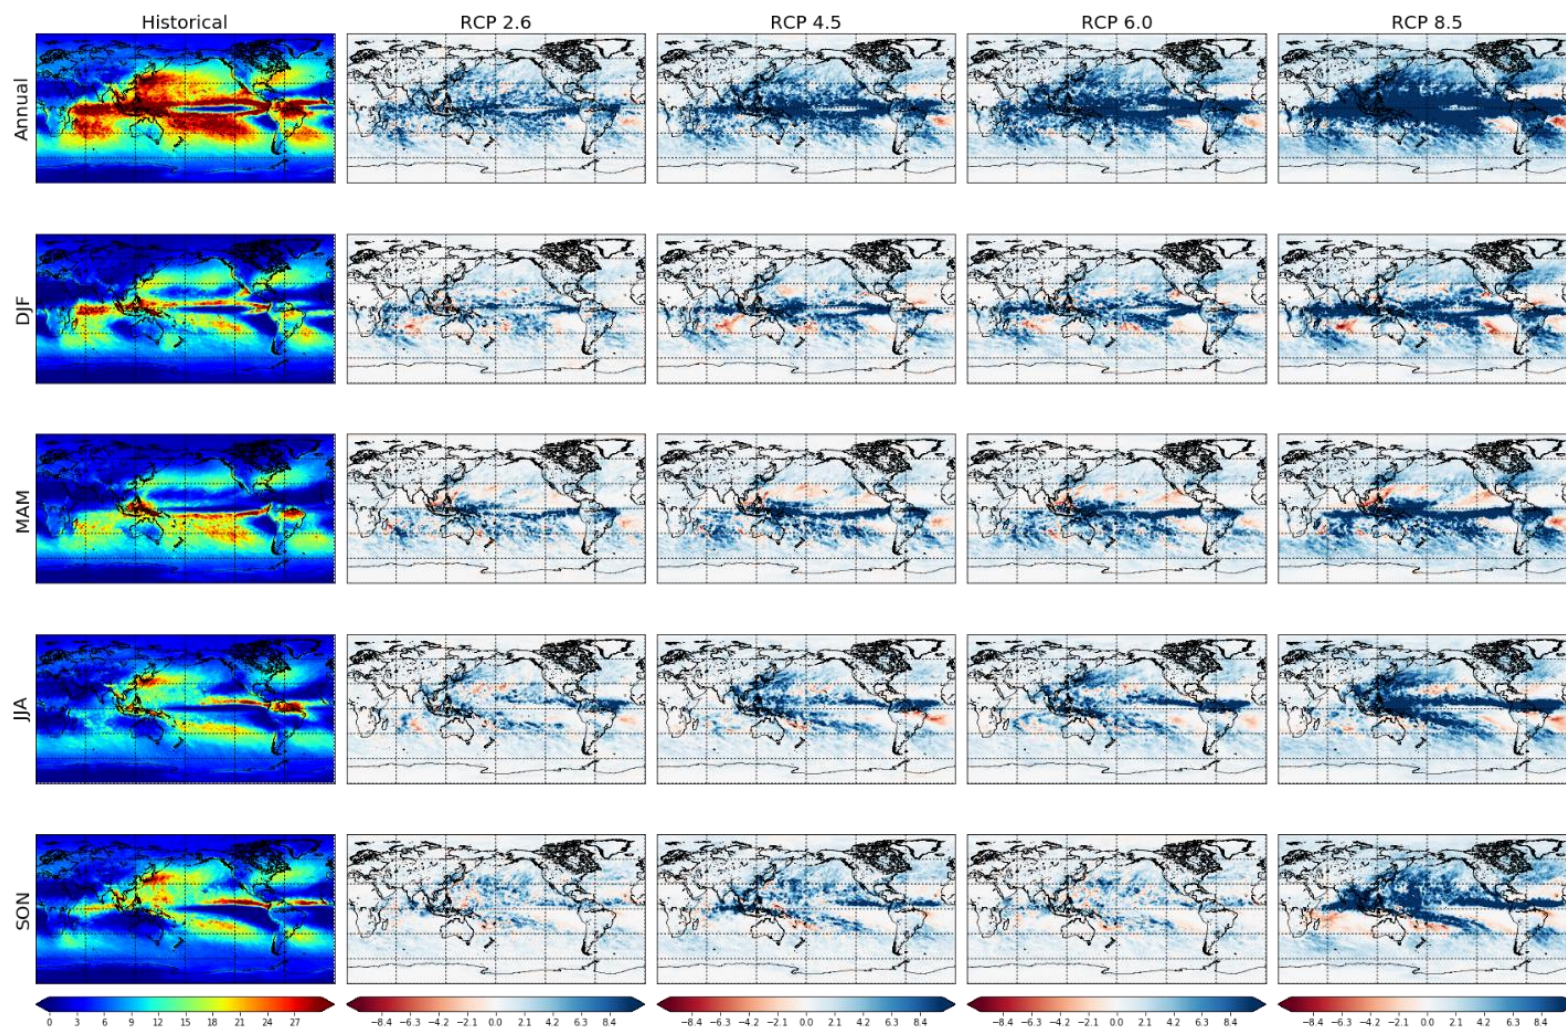 Historical RCP 2.6 RCP 4.5 RCP 6.0 RCP 8.5
Annual
DJF
MAM
JJA
SON
0 3 6 9 12 15 18 21 24 27 −8.4 −6.3 −4.2 −2.1 0.0 2.1 4.2 6.3 8.4 −8.4 −6.3 −4.2 −2.1 0.0 2.1 4.2 6.3 8.4 −8.4 −6.3 −4.2 −2.1 0.0 2.1 4.2 6.3 8.4 −8.4 −6.3 −4.2 −2.1 0.0 2.1 4.2 6.3 8.4